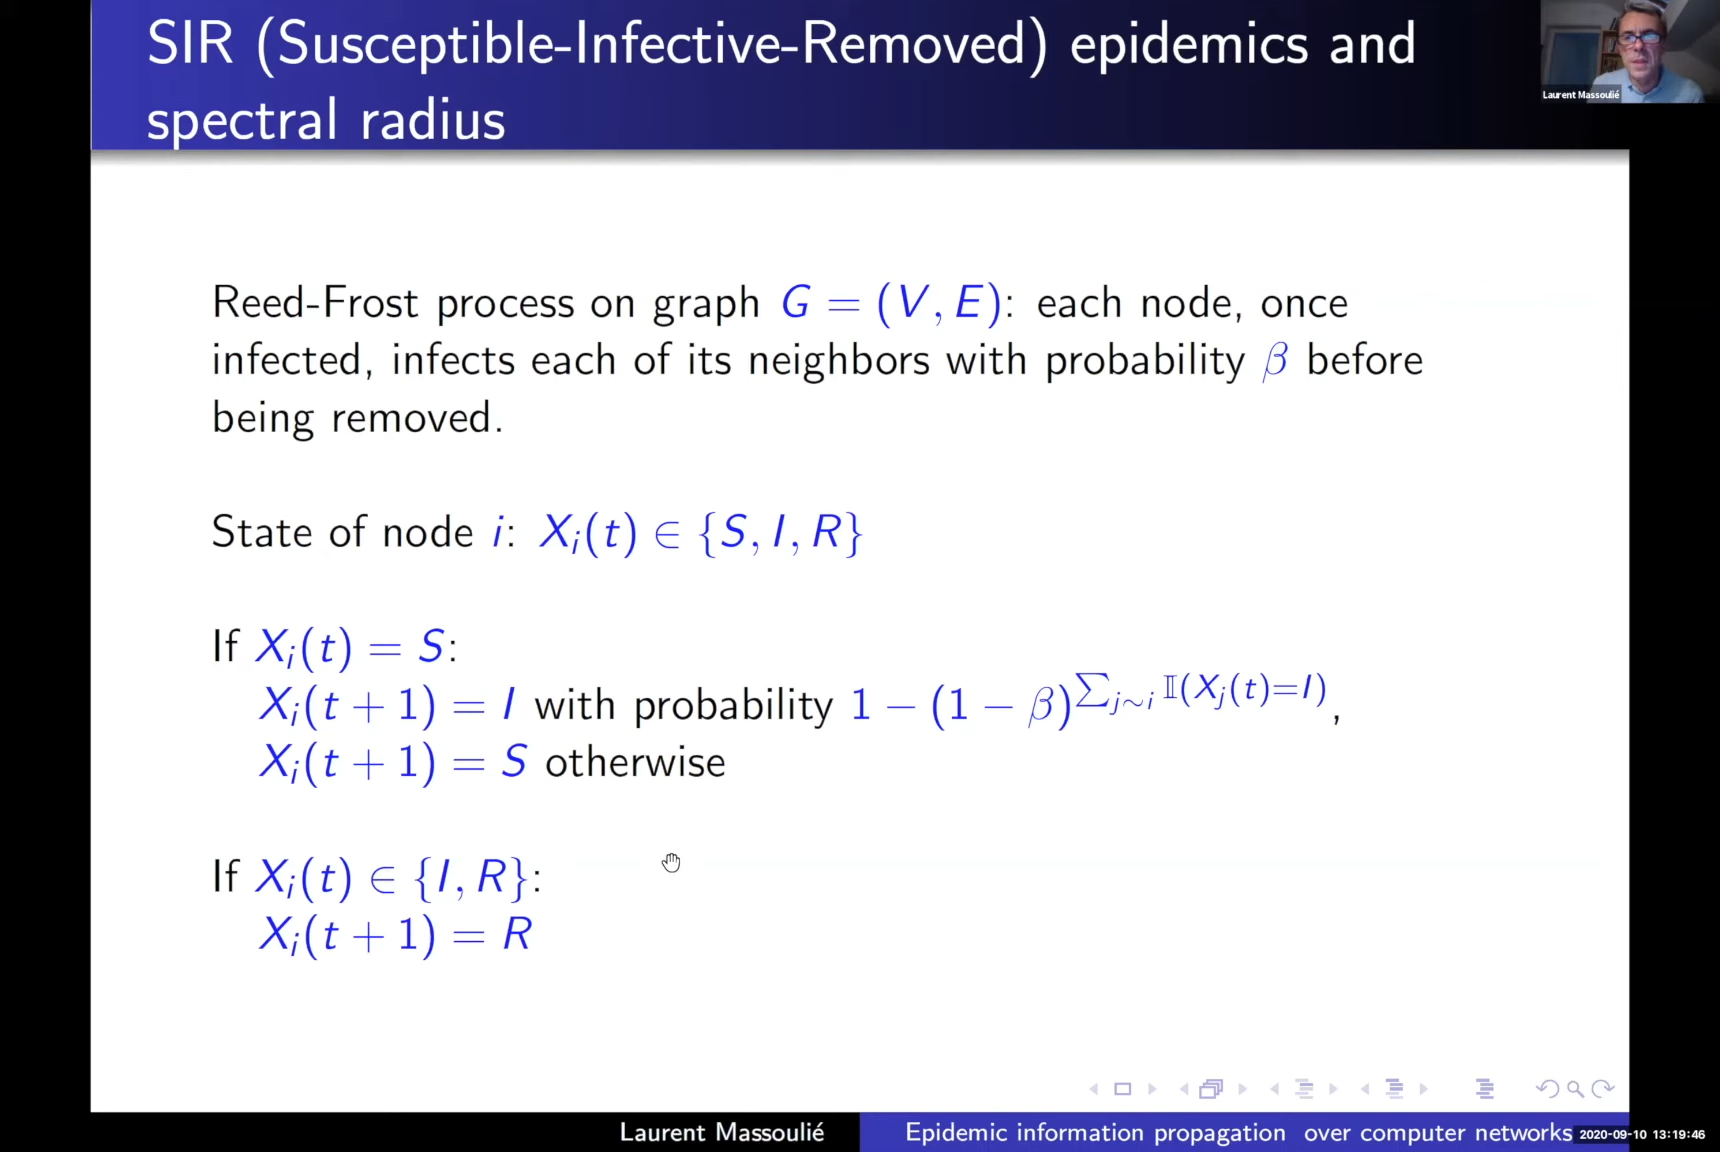 SIR (Susceptible-Infective-Removed) epidemics and
spectral radius
Laurent Massoulié
Reed-Frost process on graph G = (V, E): each node, once
infected, infects each of its neighbors with probability β before
being removed.
State of node i: X_i(t) ∈ {S, I, R}
If X_i(t) = S:
X_i(t + 1) = I with probability 1 − (1 − β)^{∑_{j∼i} 𝕀(X_j(t)=I)},
X_i(t + 1) = S otherwise
If X_i(t) ∈ {I, R}:
X_i(t + 1) = R
Laurent Massoulié
Epidemic information propagation over computer networks
2020-09-10 13:19:46